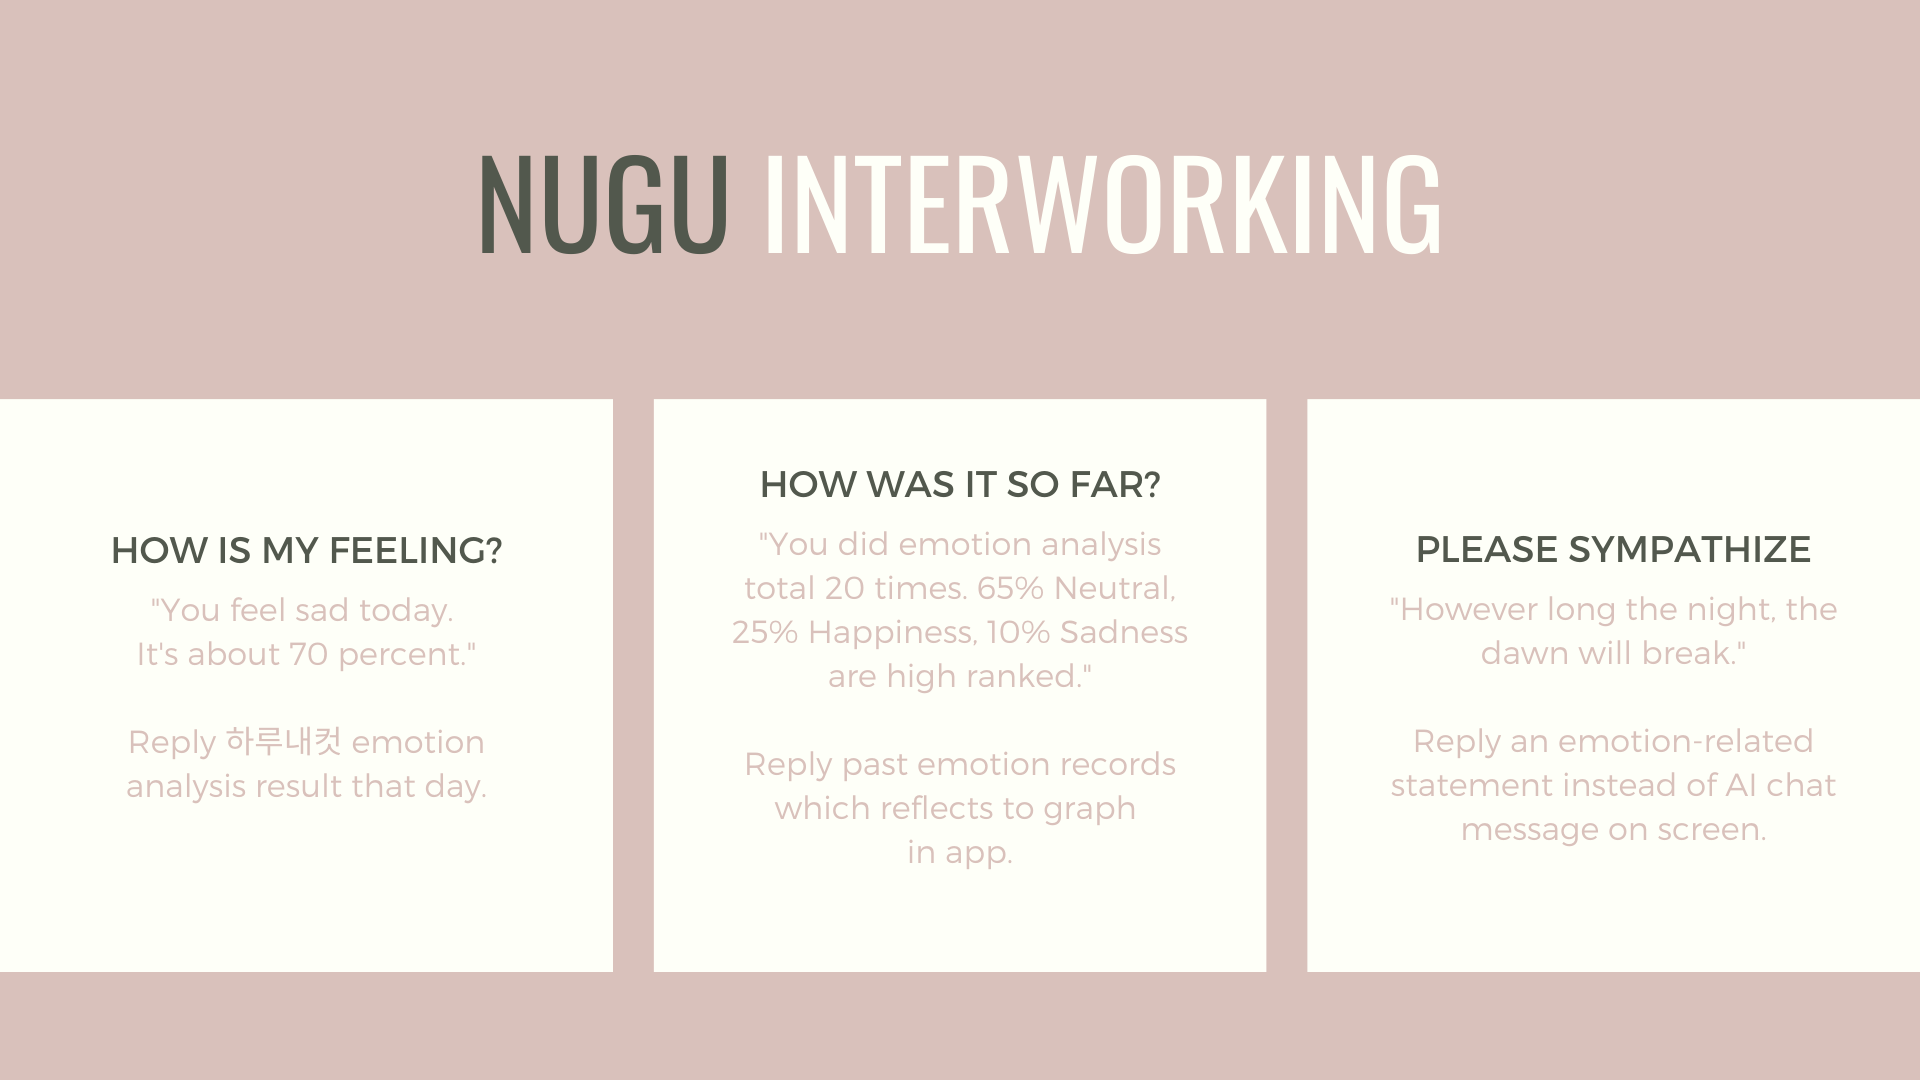 NUGU INTERWORKING
HOW IS MY FEELING?
"You feel sad today.
It's about 70 percent."
Reply 하루내컷 emotion
analysis result that day.
HOW WAS IT SO FAR?
"You did emotion analysis
total 20 times. 65% Neutral,
25% Happiness, 10% Sadness
are high ranked."
Reply past emotion records
which reflects to graph
in app.
PLEASE SYMPATHIZE
"However long the night, the
dawn will break."
Reply an emotion-related
statement instead of AI chat
message on screen.